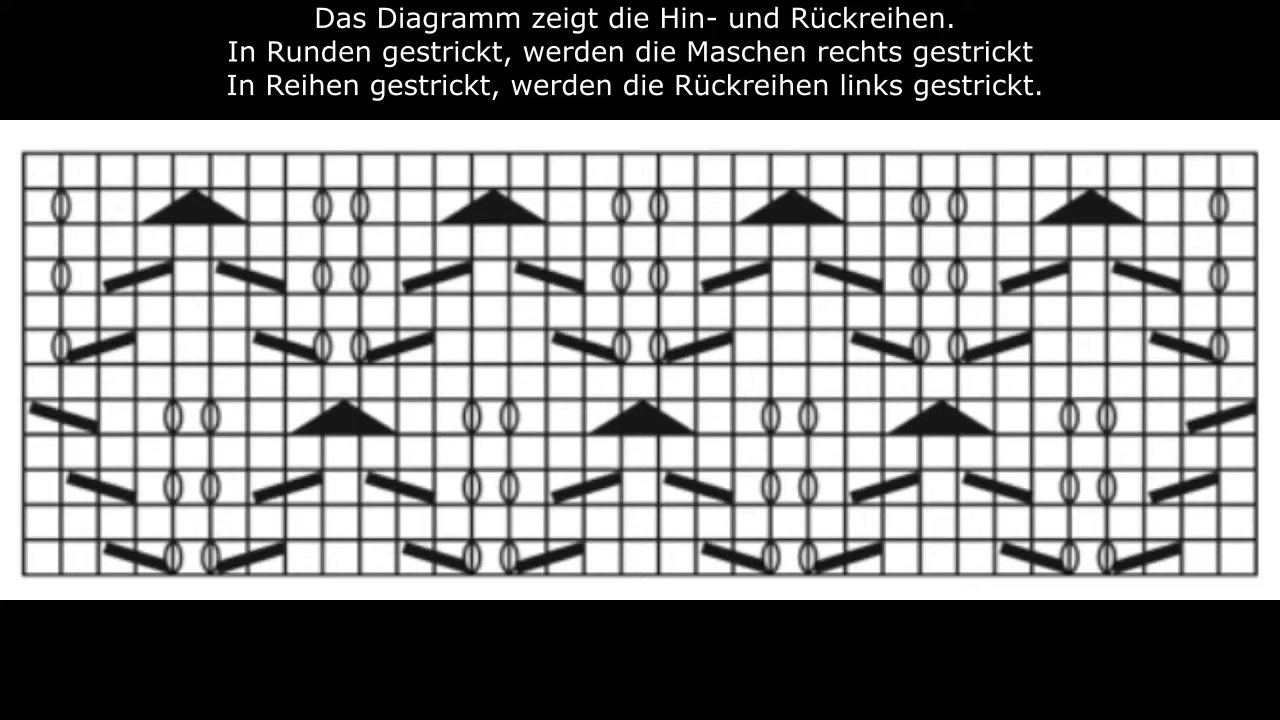 Das Diagramm zeigt die Hin- und Rückreihen.
In Runden gestrickt, werden die Maschen rechts gestrickt
In Reihen gestrickt, werden die Rückreihen links gestrickt.